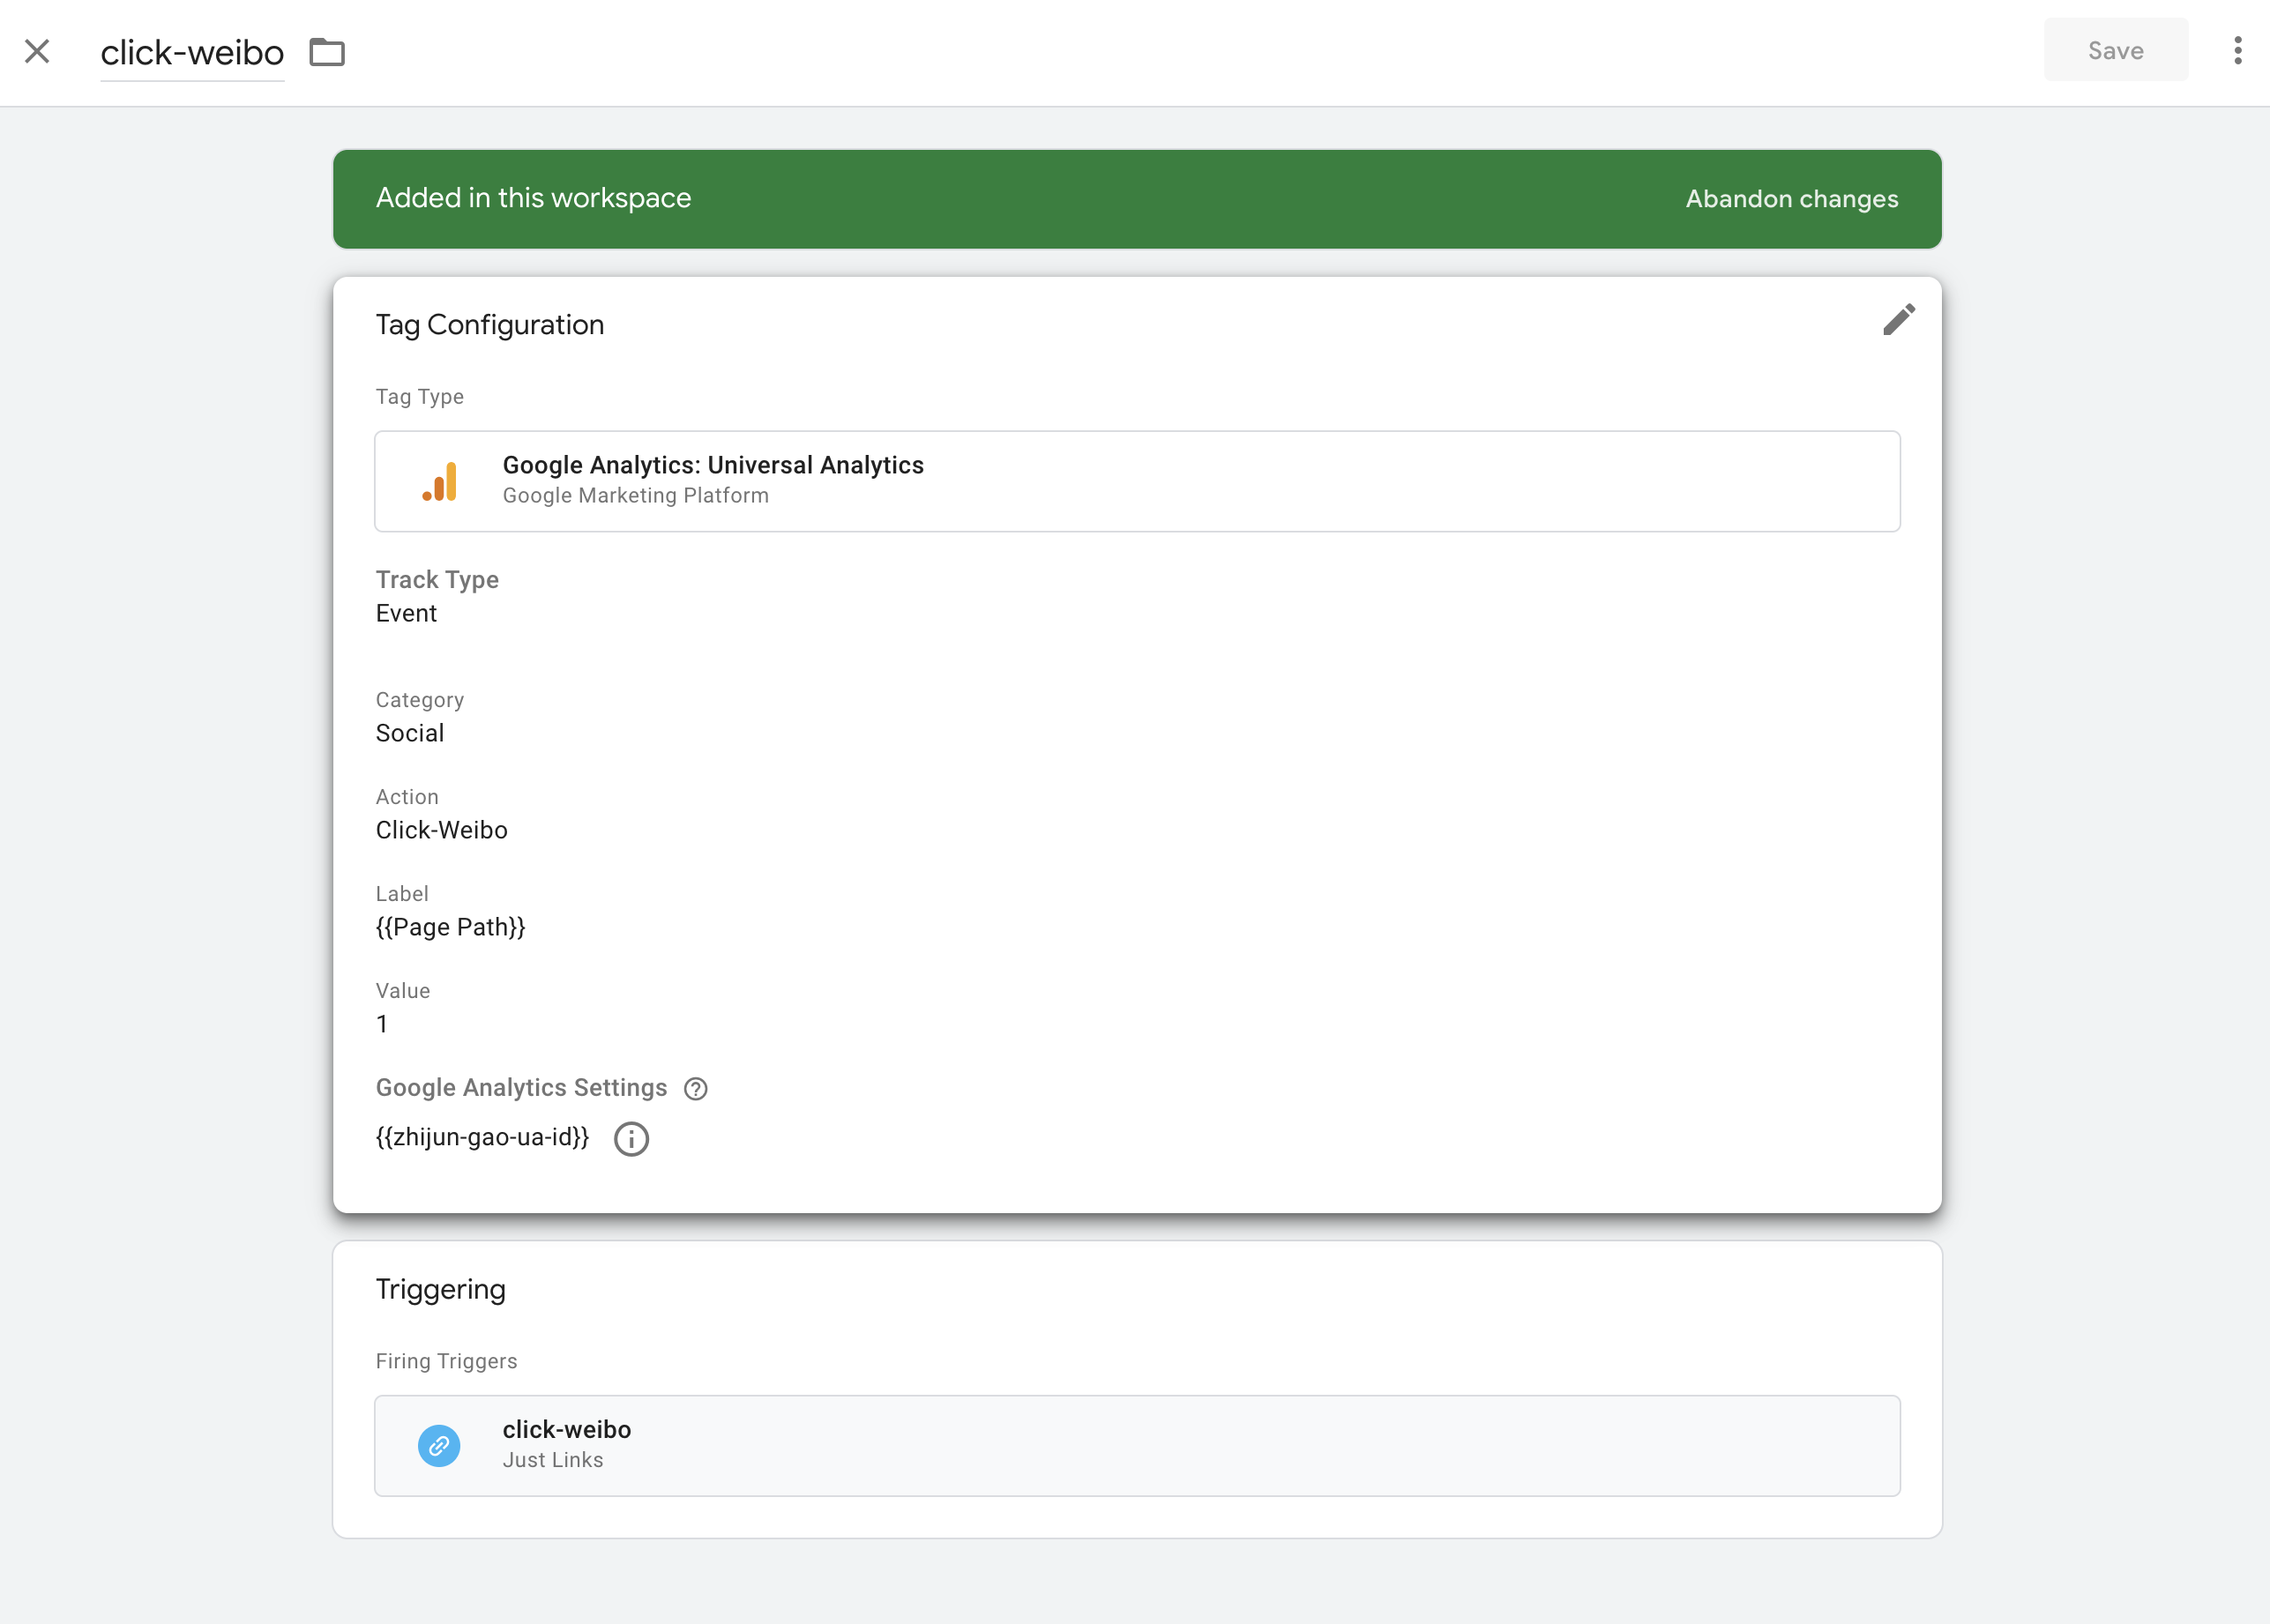 click-weibo
Save
Added in this workspace
Abandon changes
Tag Configuration
Tag Type
Google Analytics: Universal Analytics
Google Marketing Platform
Track Type
Event
Category
Social
Action
Click-Weibo
Label
{{Page Path}}
Value
1
Google Analytics Settings
{{zhijun-gao-ua-id}}
Triggering
Firing Triggers
click-weibo
Just Links